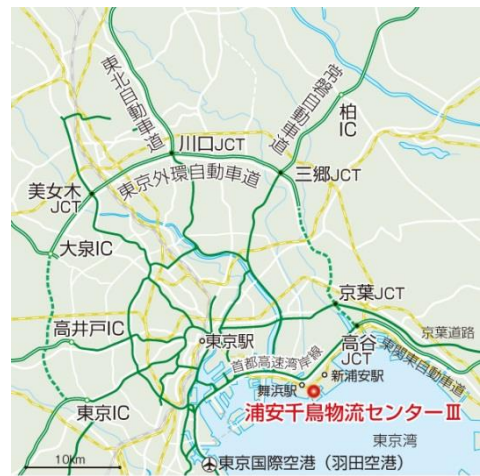 東北自動車道
常磐自動車道
柏
IC
川口JCT
東京外環自動車道
三郷JCT
美女木
JCT
大泉IC
京葉JCT
高井戸IC
東京駅
首都高速湾岸線
高谷
JCT
京葉道路
東関東自動車道
新浦安駅
舞浜駅
浦安千鳥物流センターⅢ
東京IC
東京湾
10km
東京国際空港（羽田空港）